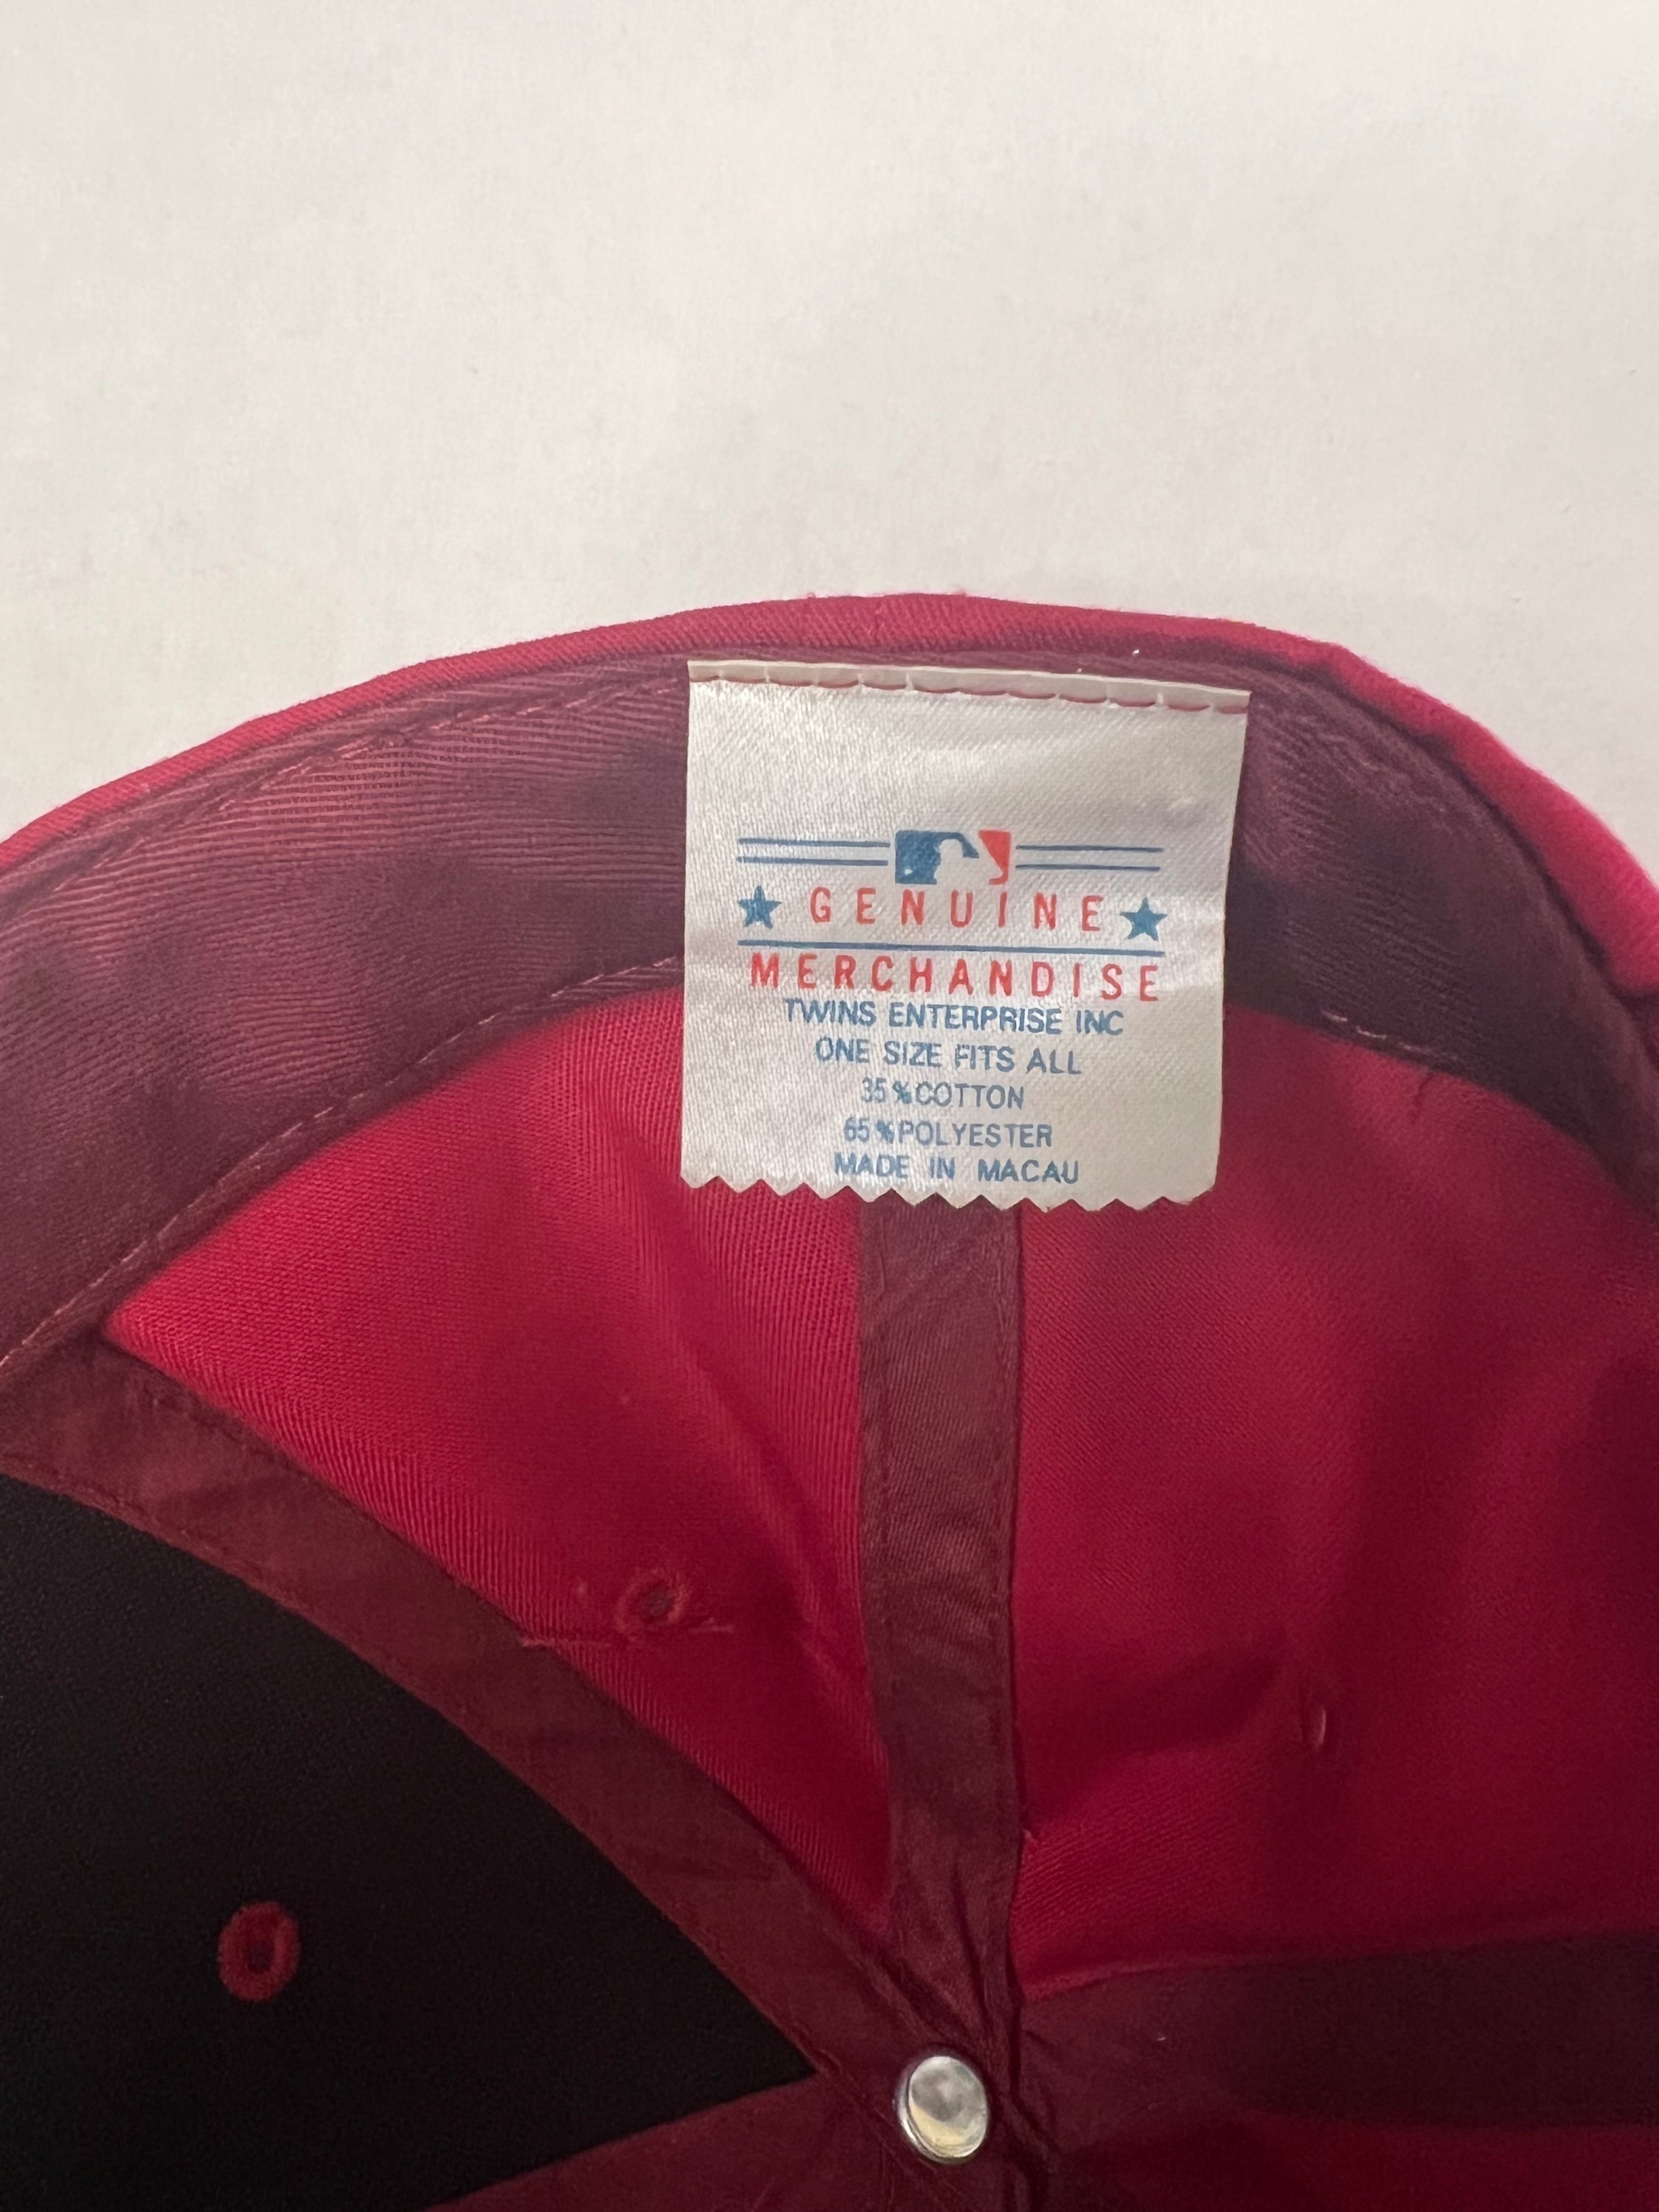 GENUINE
MERCHANDISE
TWINS ENTERPRISE INC
ONE SIZE FITS ALL
35%COTTON
65%POLYESTER
MADE IN MACAU